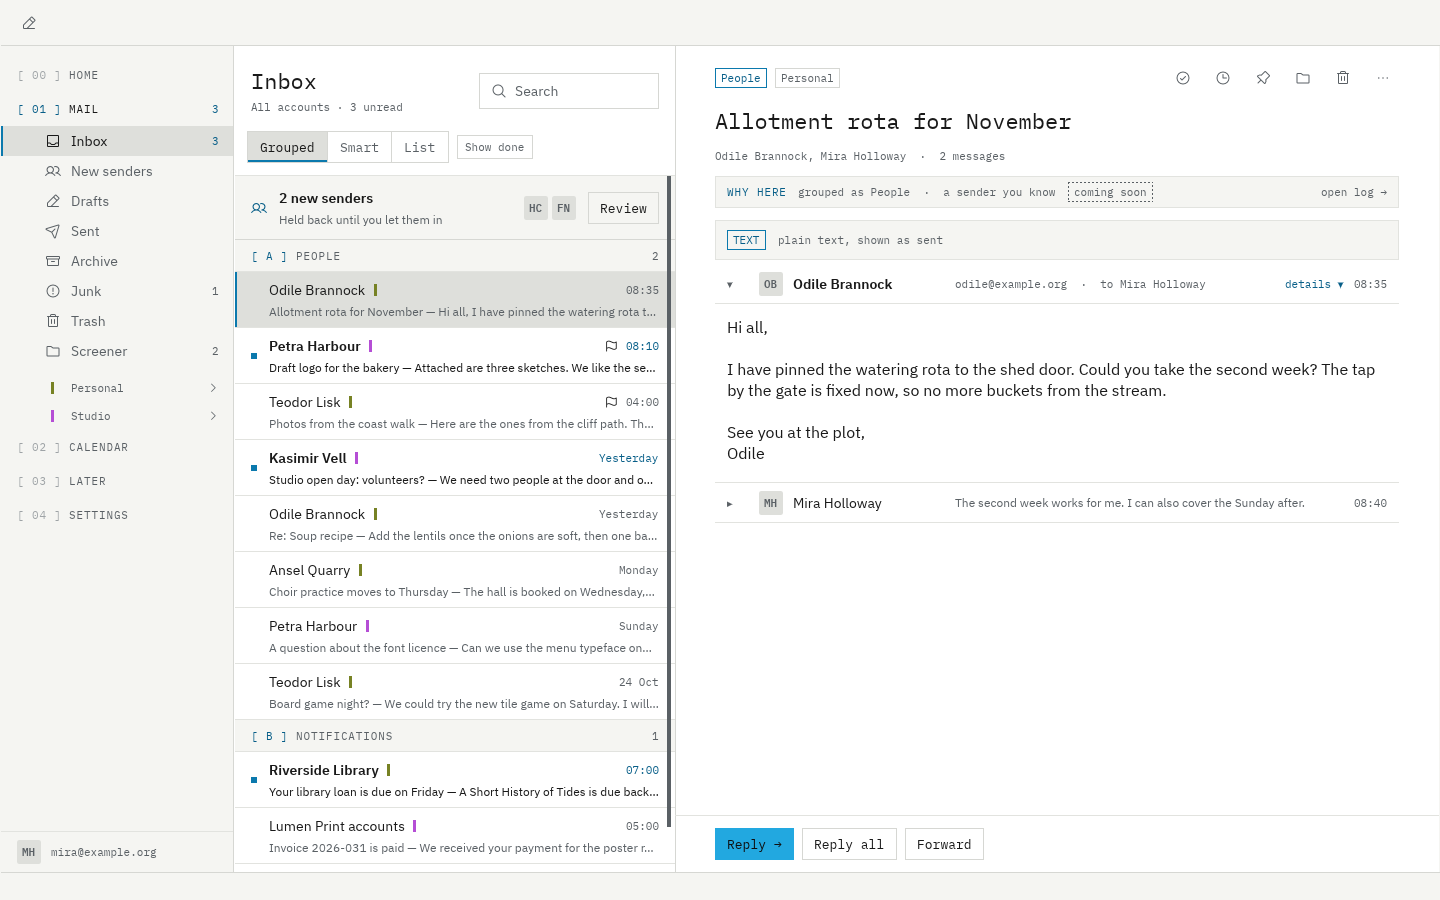 [ 00 ] HOME
[ 01 ] MAIL 3
Inbox 3
New senders
Drafts
Sent
Archive
Junk 1
Trash
Screener 2
Personal
Studio
[ 02 ] CALENDAR
[ 03 ] LATER
[ 04 ] SETTINGS
MH mira@example.org
Inbox
All accounts · 3 unread
Search
Grouped Smart List Show done
2 new senders
Held back until you let them in
HC FN Review
[ A ] PEOPLE 2
Odile Brannock 08:35
Allotment rota for November — Hi all, I have pinned the watering rota t…
Petra Harbour 08:10
Draft logo for the bakery — Attached are three sketches. We like the se…
Teodor Lisk 04:00
Photos from the coast walk — Here are the ones from the cliff path. Th…
Kasimir Vell Yesterday
Studio open day: volunteers? — We need two people at the door and o…
Odile Brannock Yesterday
Re: Soup recipe — Add the lentils once the onions are soft, then one ba…
Ansel Quarry Monday
Choir practice moves to Thursday — The hall is booked on Wednesday,…
Petra Harbour Sunday
A question about the font licence — Can we use the menu typeface on…
Teodor Lisk 24 Oct
Board game night? — We could try the new tile game on Saturday. I will…
[ B ] NOTIFICATIONS 1
Riverside Library 07:00
Your library loan is due on Friday — A Short History of Tides is due back…
Lumen Print accounts 05:00
Invoice 2026-031 is paid — We received your payment for the poster r…
People Personal
Allotment rota for November
Odile Brannock, Mira Holloway · 2 messages
WHY HERE grouped as People · a sender you know coming soon open log →
TEXT plain text, shown as sent
▾ OB Odile Brannock odile@example.org · to Mira Holloway details ▾ 08:35
Hi all,
I have pinned the watering rota to the shed door. Could you take the second week? The tap
by the gate is fixed now, so no more buckets from the stream.
See you at the plot,
Odile
▸ MH Mira Holloway The second week works for me. I can also cover the Sunday after. 08:40
Reply → Reply all Forward